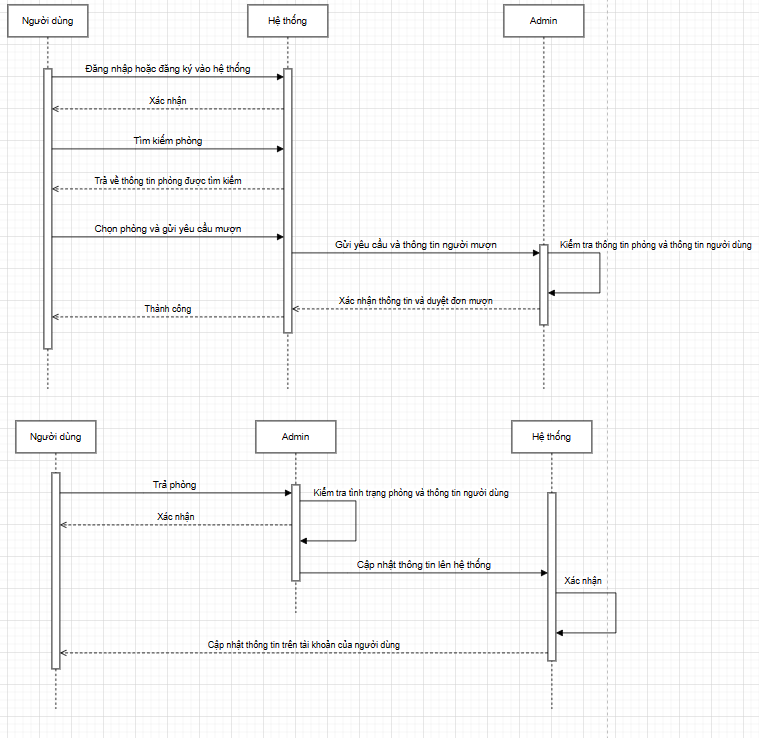 Người dùng
Hệ thống
Admin
Đăng nhập hoặc đăng ký vào hệ thống
Xác nhận
Tìm kiếm phòng
Trả về thông tin phòng được tìm kiếm
Chọn phòng và gửi yêu cầu mượn
Gửi yêu cầu và thông tin người mượn
Kiểm tra thông tin phòng và thông tin người dùng
Xác nhận thông tin và duyệt đơn mượn
Thành công
Người dùng
Admin
Hệ thống
Trả phòng
Kiểm tra tình trạng phòng và thông tin người dùng
Xác nhận
Cập nhật thông tin lên hệ thống
Xác nhận
Cập nhật thông tin trên tài khoản của người dùng